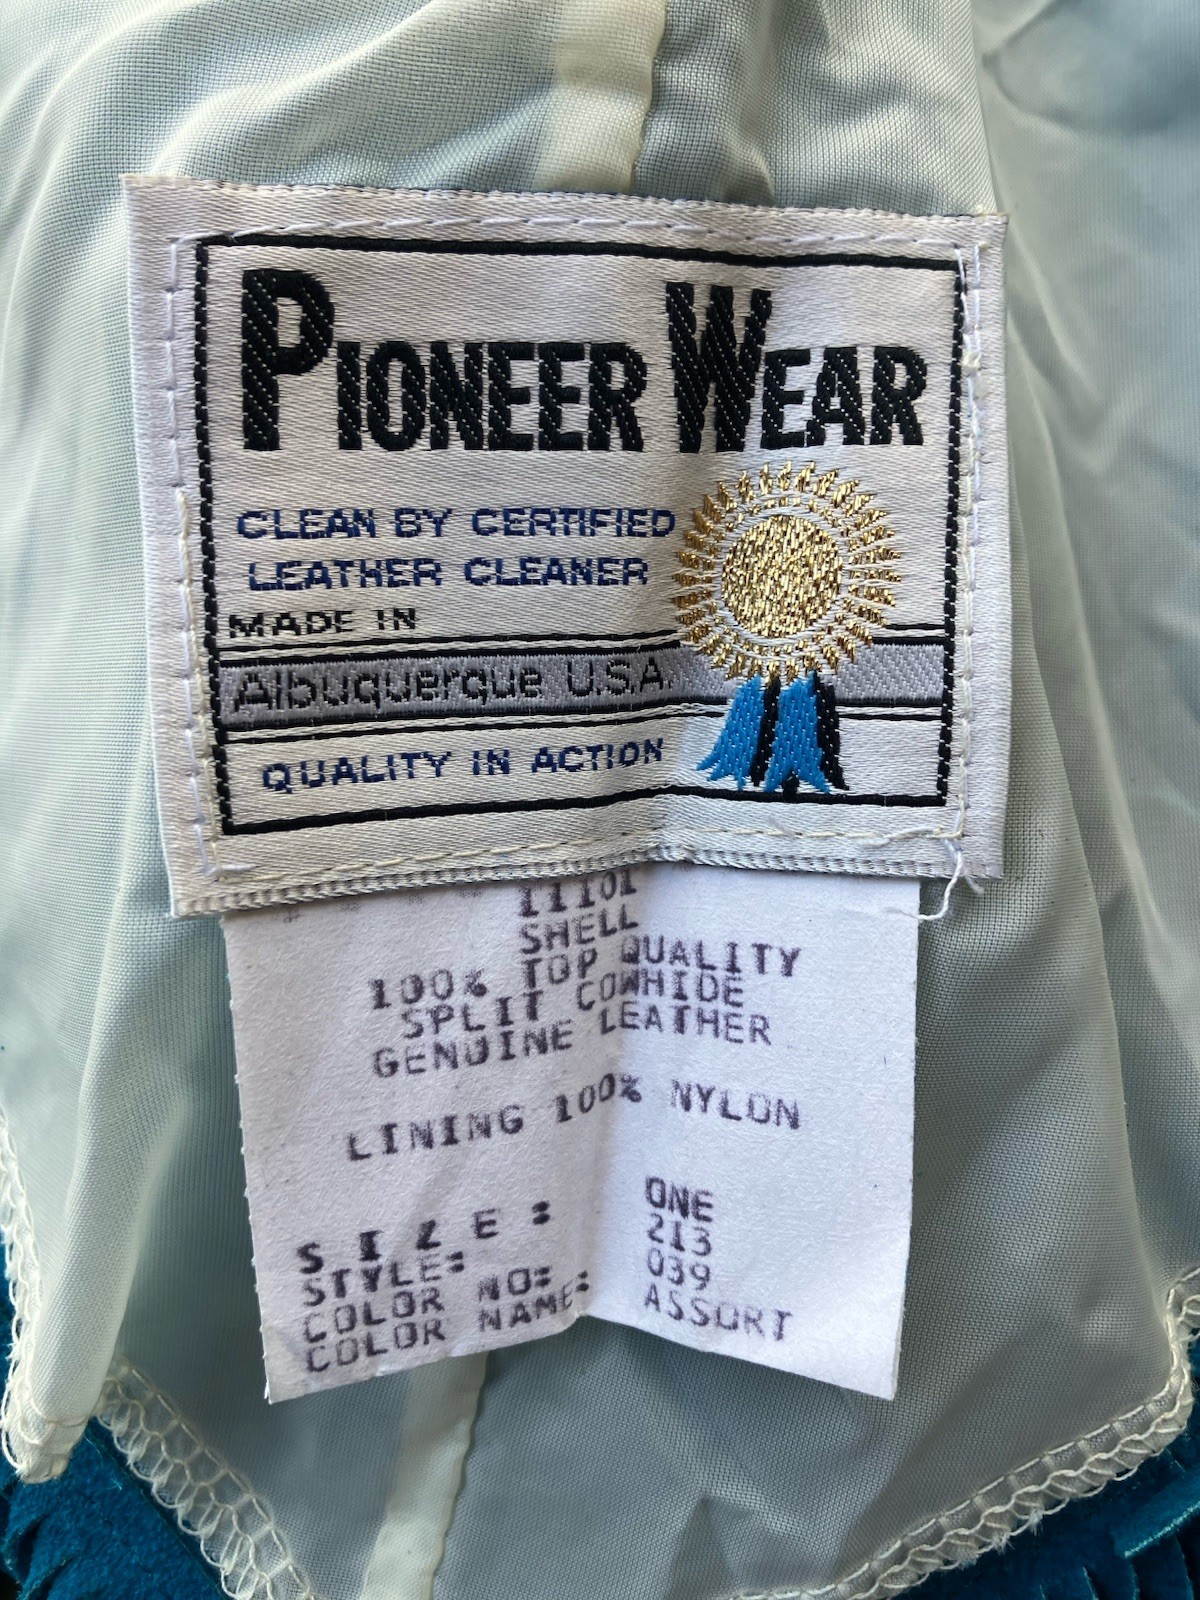 PIONEER WEAR
CLEAN BY CERTIFIED
LEATHER CLEANER
MADE IN
Albuquerque U.S.A.
QUALITY IN ACTION
11101
SHELL
100% TOP QUALITY
SPLIT COWHIDE
GENUINE LEATHER
LINING 100% NYLON
SIZE: ONE
STYLE: 213
COLOR NO: 039
COLOR NAME: ASSORT